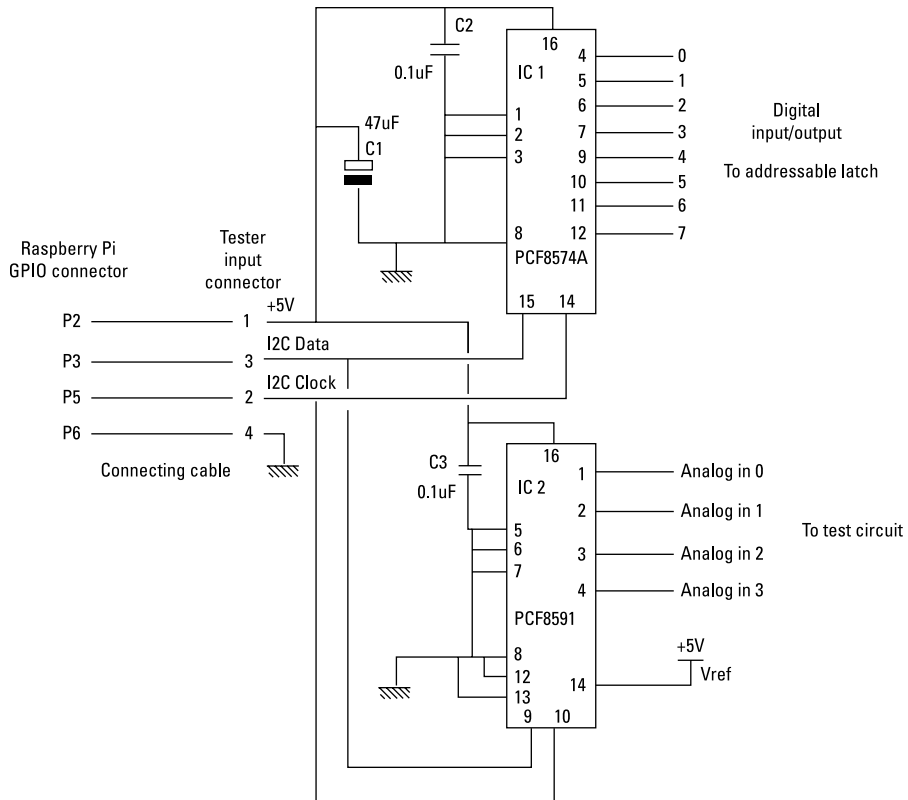 C2
0.1uF
47uF
C1
16
IC 1
1
2
3
8
PCF8574A
15 14
4 0
5 1
6 2
7 3
9 4
10 5
11 6
12 7
Digital
input/output
To addressable latch
Raspberry Pi
GPIO connector
Tester
input
connector
P2 1 +5V
P3 3 I2C Data
P5 2 I2C Clock
P6 4
Connecting cable
C3
0.1uF
16
IC 2
5
6
7
PCF8591
8
12
13
9 10
1 Analog in 0
2 Analog in 1
3 Analog in 2
4 Analog in 3
14
+5V
Vref
To test circuit